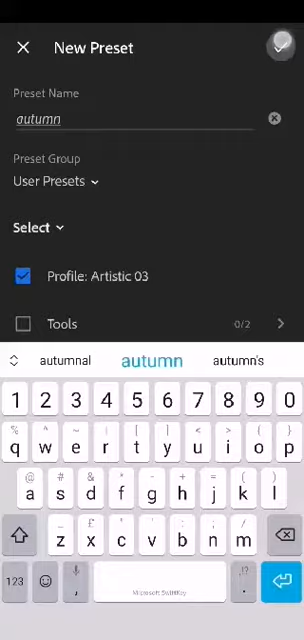 New Preset
Preset Name
autumn
Preset Group
User Presets
Select
Profile: Artistic 03
Tools 0/2
autumnal autumn autumn's
1 2 3 4 5 6 7 8 9 0
% ^ ~ | [ ] < > { }
q w e r t y u i o p
@ # & * - + = ( )
a s d f g h j k l
_ £ " ' : ; /
z x c v b n m
123 , Microsoft SwiftKey ,!? .